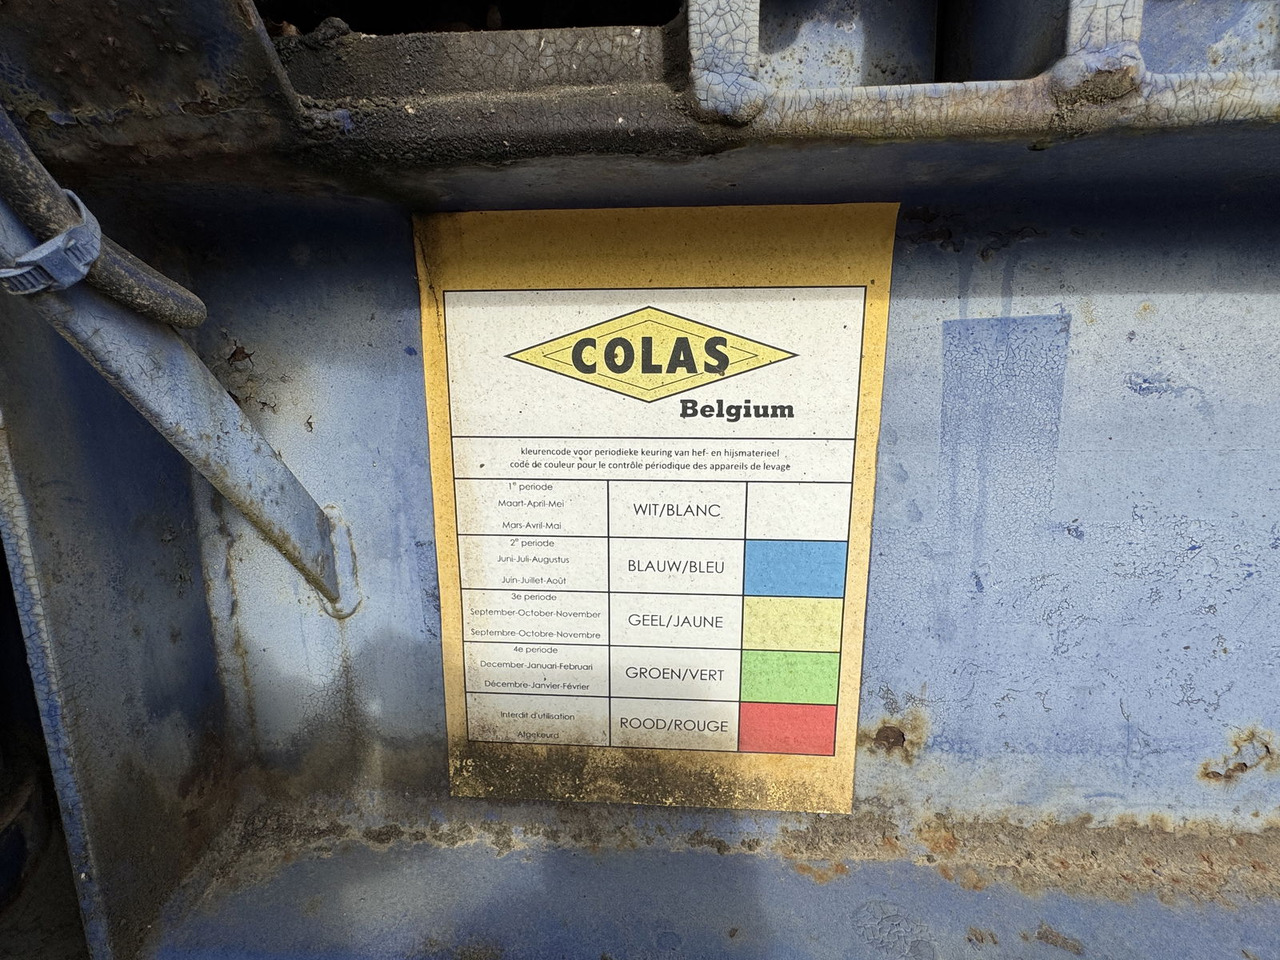 COLAS
Belgium
kleurencode voor periodieke keuring van hef- en hijsmaterieel
code de couleur pour le contrôle périodique des appareils de levage
1° periode
Maart-April-Mei
Mars-Avril-Mai
WIT/BLANC
2° periode
Juni-Juli-Augustus
Juin-Juillet-Août
BLAUW/BLEU
3e periode
September-October-November
Septembre-Octobre-Novembre
GEEL/JAUNE
4e periode
December-Januari-Februari
Décembre-Janvier-Février
GROEN/VERT
Interdit d'utilisation
Afgekeurd
ROOD/ROUGE